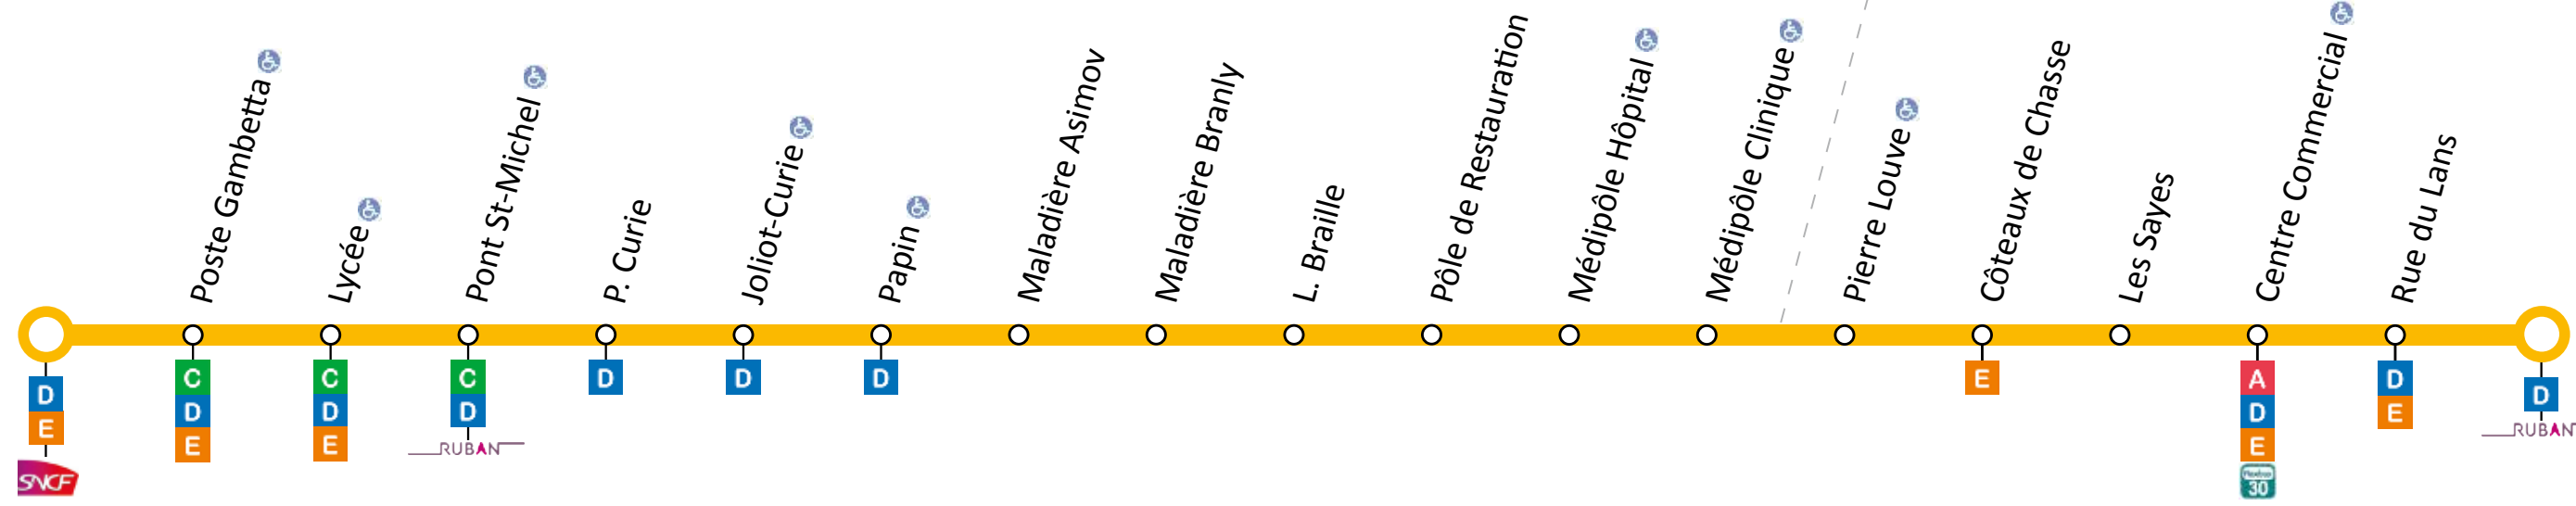 Poste Gambetta
Lycée
Pont St-Michel
P. Curie
Joliot-Curie
Papin
Maladière Asimov
Maladière Branly
L. Braille
Pôle de Restauration
Médipôle Hôpital
Médipôle Clinique
Pierre Louve
Côteaux de Chasse
Les Sayes
Centre Commercial
Rue du Lans
D
E
SNCF
C
D
E
C
D
E
C
D
RUBAN
D
D
D
E
A
D
E
Flexibus
30
D
E
D
RUBAN